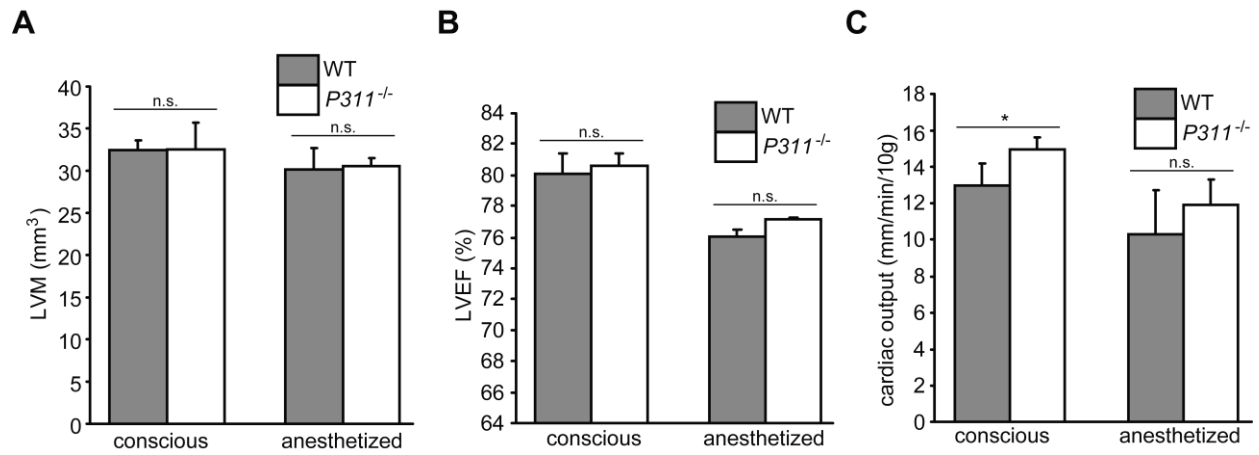 A
WT
P311-/-
n.s.
n.s.
LVM (mm3)
40
35
30
25
20
15
10
5
0
conscious
anesthetized
B
WT
P311-/-
n.s.
n.s.
LVEF (%)
84
82
80
78
76
74
72
70
68
66
64
conscious
anesthetized
C
WT
P311-/-
*
n.s.
cardiac output (mm/min/10g)
18
16
14
12
10
8
6
4
2
0
conscious
anesthetized